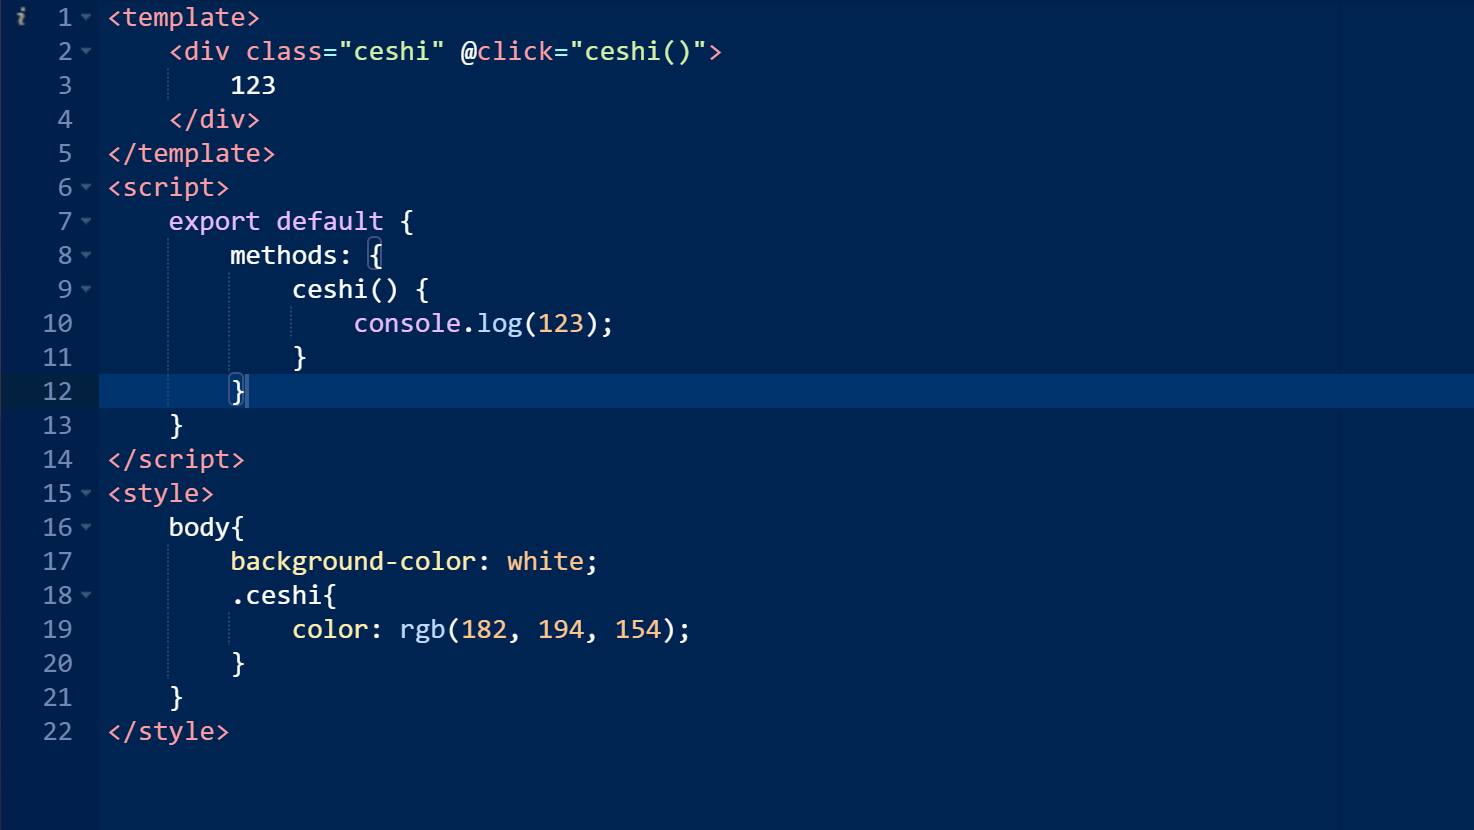 i 1 <template>
2     <div class="ceshi" @click="ceshi()">
3         123
4     </div>
5 </template>
6 <script>
7     export default {
8         methods: {
9             ceshi() {
10                 console.log(123);
11             }
12         }
13     }
14 </script>
15 <style>
16     body{
17         background-color: white;
18         .ceshi{
19             color: rgb(182, 194, 154);
20         }
21     }
22 </style>